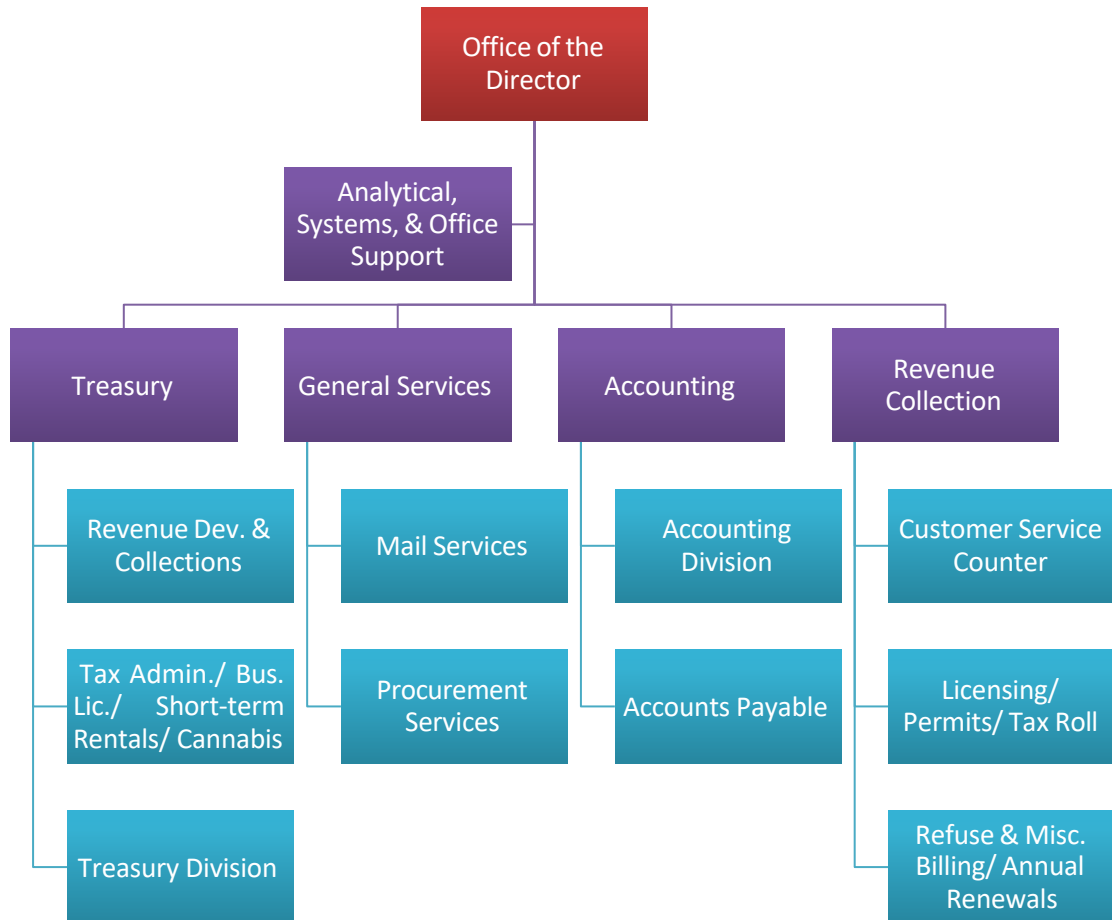 Office of the
Director
Analytical,
Systems, & Office
Support
Treasury
General Services
Accounting
Revenue
Collection
Revenue Dev. &
Collections
Mail Services
Accounting
Division
Customer Service
Counter
Tax Admin./ Bus.
Lic./ Short-term
Rentals/ Cannabis
Procurement
Services
Accounts Payable
Licensing/
Permits/ Tax Roll
Treasury Division
Refuse & Misc.
Billing/ Annual
Renewals